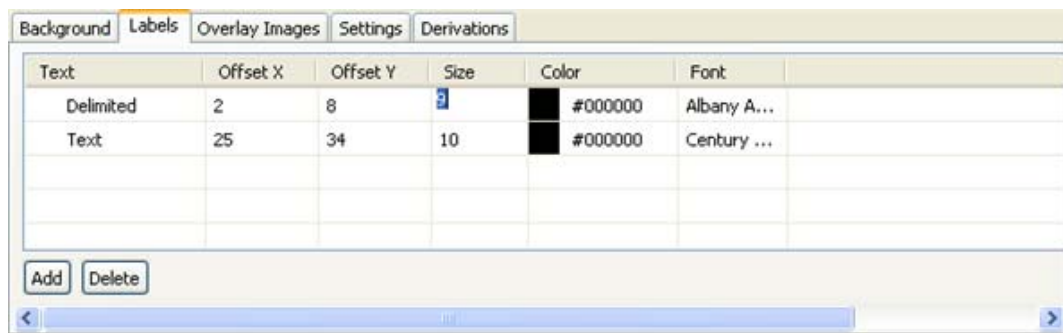 Background Labels Overlay Images Settings Derivations
Text Offset X Offset Y Size Color Font
Delimited 2 8 9 #000000 Albany A...
Text 25 34 10 #000000 Century ...
Add Delete